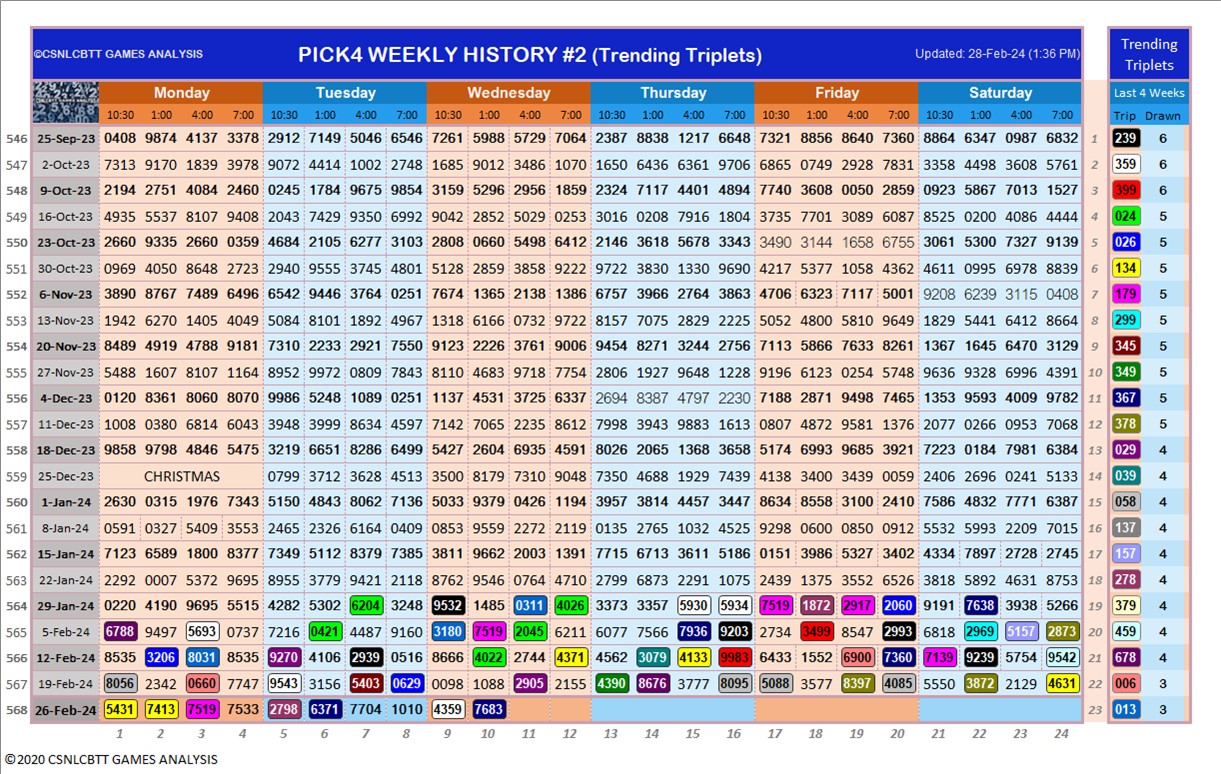 ©CSNLCBTT GAMES ANALYSIS PICK4 WEEKLY HISTORY #2 (Trending Triplets) Updated: 28-Feb-24 (1:36 PM) Trending Triplets
Monday Tuesday Wednesday Thursday Friday Saturday Last 4 Weeks
10:30 1:00 4:00 7:00 10:30 1:00 4:00 7:00 10:30 1:00 4:00 7:00 10:30 1:00 4:00 7:00 10:30 1:00 4:00 7:00 10:30 1:00 4:00 7:00 Trip Drawn
546 25-Sep-23 0408 9874 4137 3378 2912 7149 5046 6546 7261 5988 5729 7064 2387 8838 1217 6648 7321 8856 8640 7360 8864 6347 0987 6832 1 239 6
547 2-Oct-23 7313 9170 1839 3978 9072 4414 1002 2748 1685 9012 3486 1070 1650 6436 6361 9706 6865 0749 2928 7831 3358 4498 3608 5761 2 359 6
548 9-Oct-23 2194 2751 4084 2460 0245 1784 9675 9854 3159 5296 2956 1859 2324 7117 4401 4894 7740 3608 0050 2859 0923 5867 7013 1527 3 399 6
549 16-Oct-23 4935 5537 8107 9408 2043 7429 9350 6992 9042 2852 5029 0253 3016 0208 7916 1804 3735 7701 3089 6087 8525 0200 4086 4444 4 024 5
550 23-Oct-23 2660 9335 2660 0359 4684 2105 6277 3103 2808 0660 5498 6412 2146 3618 5678 3343 3490 3144 1658 6755 3061 5300 7327 9139 5 026 5
551 30-Oct-23 0969 4050 8648 2723 2940 9555 3745 4801 5128 2859 3858 9222 9722 3830 1330 9690 4217 5377 1058 4362 4611 0995 6978 8839 6 134 5
552 6-Nov-23 3890 8767 7489 6496 6542 9446 3764 0251 7674 1365 2138 1386 6757 3966 2764 3863 4706 6323 7117 5001 9208 6239 3115 0408 7 179 5
553 13-Nov-23 1942 6270 1405 4049 5084 8101 1892 4967 1318 6166 0732 9722 8157 7075 2829 2225 5052 4800 5810 9649 1829 5441 6412 8664 8 299 5
554 20-Nov-23 8489 4919 4788 9181 7310 2233 2921 7550 9123 2226 3761 9006 9454 8271 3244 2756 7113 5866 7633 8261 1367 1645 6470 3129 9 345 5
555 27-Nov-23 5488 1607 8107 1164 8952 9972 0809 7843 8110 4683 9718 7754 2806 1927 9648 1228 9196 6123 0254 5748 9636 9328 6996 4391 10 349 5
556 4-Dec-23 0120 8361 8060 8070 9986 5248 1089 0251 1137 4531 3725 6337 2694 8387 4797 2230 7188 2871 9498 7465 1353 9593 4009 9782 11 367 5
557 11-Dec-23 1008 0380 6814 6043 3948 3999 8634 4597 7142 7065 2235 8612 7998 3943 9883 1613 0807 4872 9581 1376 2077 0266 0953 7068 12 378 5
558 18-Dec-23 9858 9798 4846 5475 3219 6651 8286 6499 5427 2604 6935 4591 8026 2065 1368 3658 5174 6993 9685 3921 7223 0184 7981 6384 13 029 4
559 25-Dec-23 CHRISTMAS 0799 3712 3628 4513 3500 8179 7310 9048 7350 4688 1929 7439 4138 3400 3439 0059 2406 2696 0241 5133 14 039 4
560 1-Jan-24 2630 0315 1976 7343 5150 4843 8062 7136 5033 9379 0426 1194 3957 3814 4457 3447 8634 8558 3100 2410 7586 4832 7771 6387 15 058 4
561 8-Jan-24 0591 0327 5409 3553 2465 2326 6164 0409 0853 9559 2272 2119 0135 2765 1032 4525 9298 0600 0850 0912 5532 5993 2209 7015 16 137 4
562 15-Jan-24 7123 6589 1800 8377 7349 5112 8379 7385 3811 9662 2003 1391 7715 6713 3611 5186 0151 3986 5327 3402 4334 7897 2728 2745 17 157 4
563 22-Jan-24 2292 0007 5372 9695 8955 3779 9421 2118 8762 9546 0764 4710 2799 6873 2291 1075 2439 1375 3552 6526 3818 5892 4631 8753 18 278 4
564 29-Jan-24 0220 4190 9695 5515 4282 5302 6204 3248 9532 1485 0311 4026 3373 3357 5930 5934 7519 1872 2917 2060 9191 7638 3938 5266 19 379 4
565 5-Feb-24 6788 9497 5693 0737 7216 0421 4487 9160 3180 7519 2045 6211 6077 7566 7936 9203 2734 3499 8547 2993 6818 2969 5157 2873 20 459 4
566 12-Feb-24 8535 3206 8031 8535 9270 4106 2939 0516 8666 4022 2744 4371 4562 3079 4133 9983 6433 1552 6900 7360 7139 9239 5754 9542 21 678 4
567 19-Feb-24 8056 2342 0660 7747 9543 3156 5403 0629 0098 1088 2905 2155 4390 8676 3777 8095 5088 3577 8397 4085 5550 3872 2129 4631 22 006 3
568 26-Feb-24 5431 7413 7519 7533 2798 6371 7704 1010 4359 7683 23 013 3
1 2 3 4 5 6 7 8 9 10 11 12 13 14 15 16 17 18 19 20 21 22 23 24
©2020 CSNLCBTT GAMES ANALYSIS